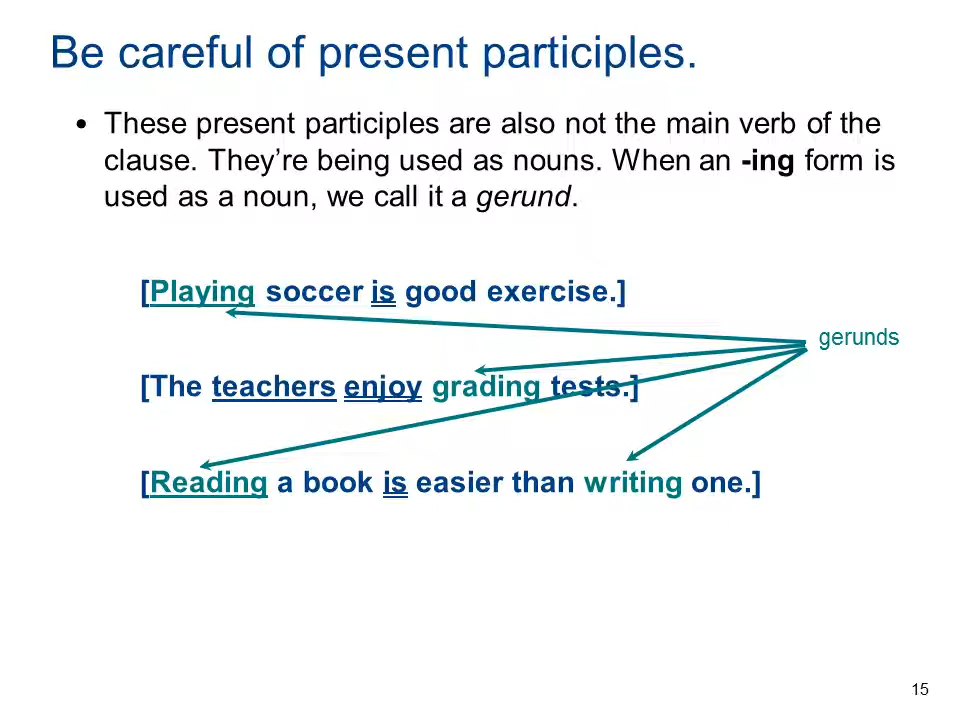 Be careful of present participles.
• These present participles are also not the main verb of the
clause. They’re being used as nouns. When an -ing form is
used as a noun, we call it a gerund.
[Playing soccer is good exercise.]
gerunds
[The teachers enjoy grading tests.]
[Reading a book is easier than writing one.]
15